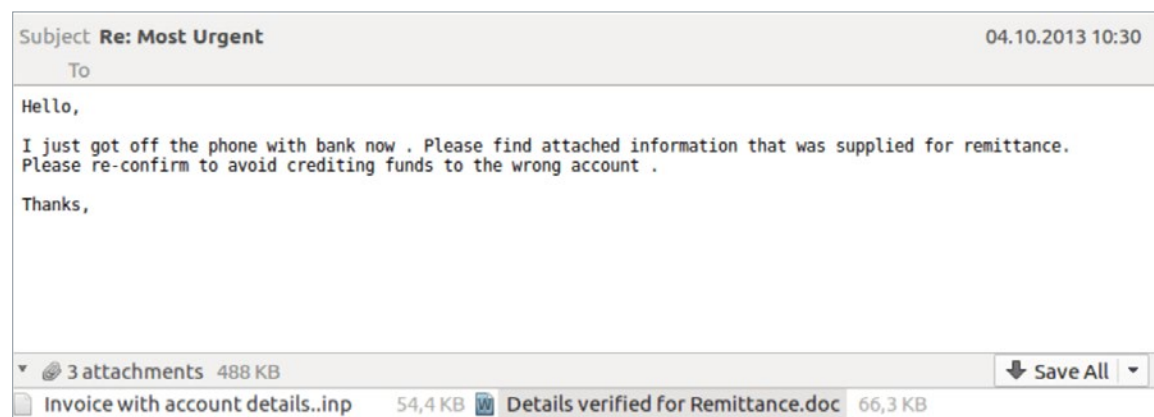 Subject Re: Most Urgent 04.10.2013 10:30
To
Hello,
I just got off the phone with bank now . Please find attached information that was supplied for remittance.
Please re-confirm to avoid crediting funds to the wrong account .
Thanks,
3 attachments 488 KB Save All
Invoice with account details..inp 54,4 KB Details verified for Remittance.doc 66,3 KB